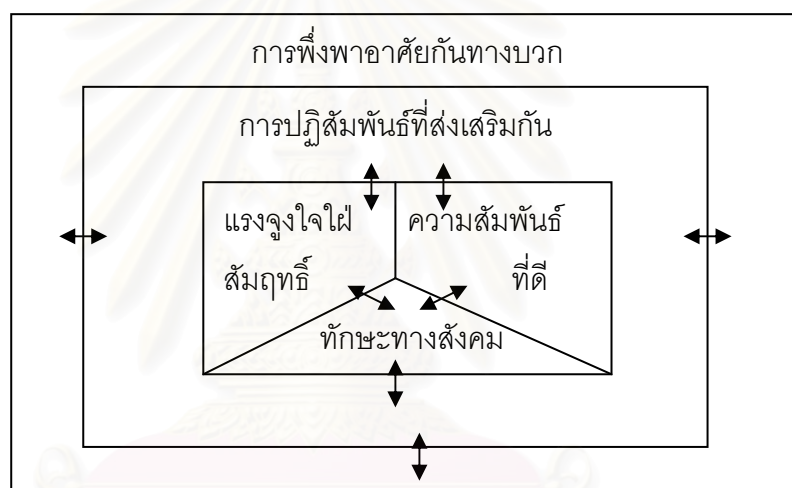 การพึ่งพาอาศัยกันทางบวก
การปฏิสัมพันธ์ที่ส่งเสริมกัน
แรงจูงใจใฝ่
สัมฤทธิ์
ความสัมพันธ์
ที่ดี
ทักษะทางสังคม